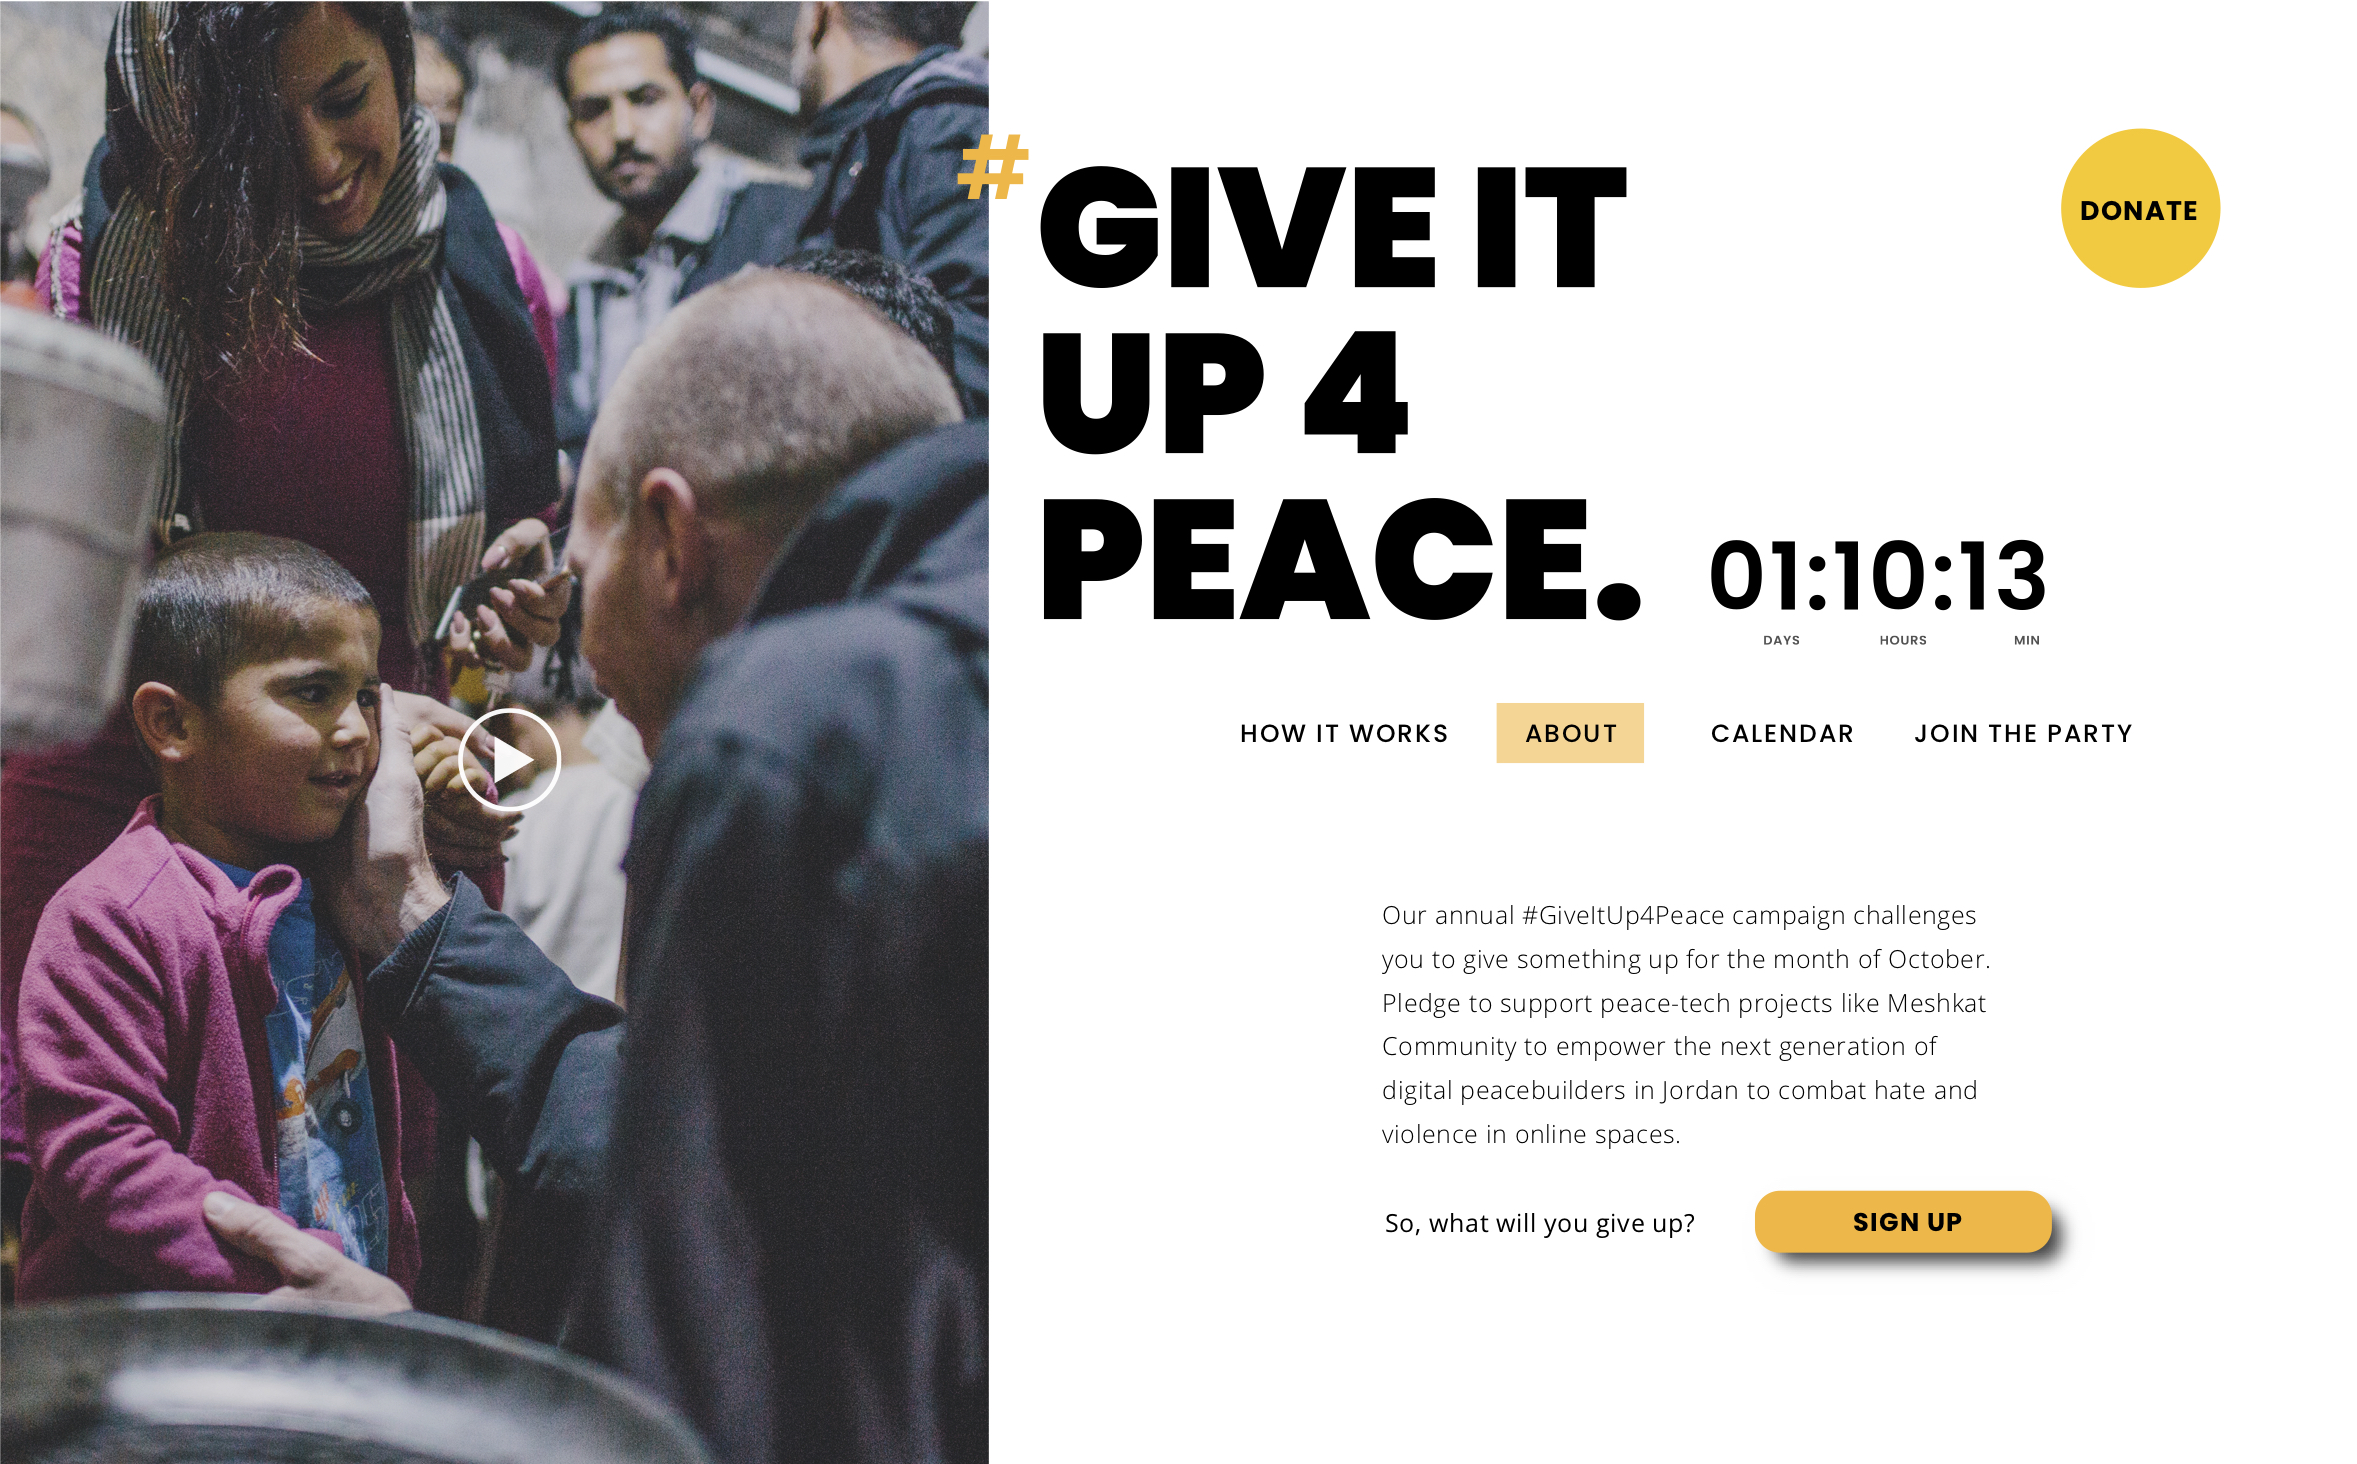 #GIVE IT
UP 4
PEACE.
DONATE
01:10:13
DAYS HOURS MIN
HOW IT WORKS ABOUT CALENDAR JOIN THE PARTY
Our annual #GiveItUp4Peace campaign challenges
you to give something up for the month of October.
Pledge to support peace-tech projects like Meshkat
Community to empower the next generation of
digital peacebuilders in Jordan to combat hate and
violence in online spaces.
So, what will you give up? SIGN UP